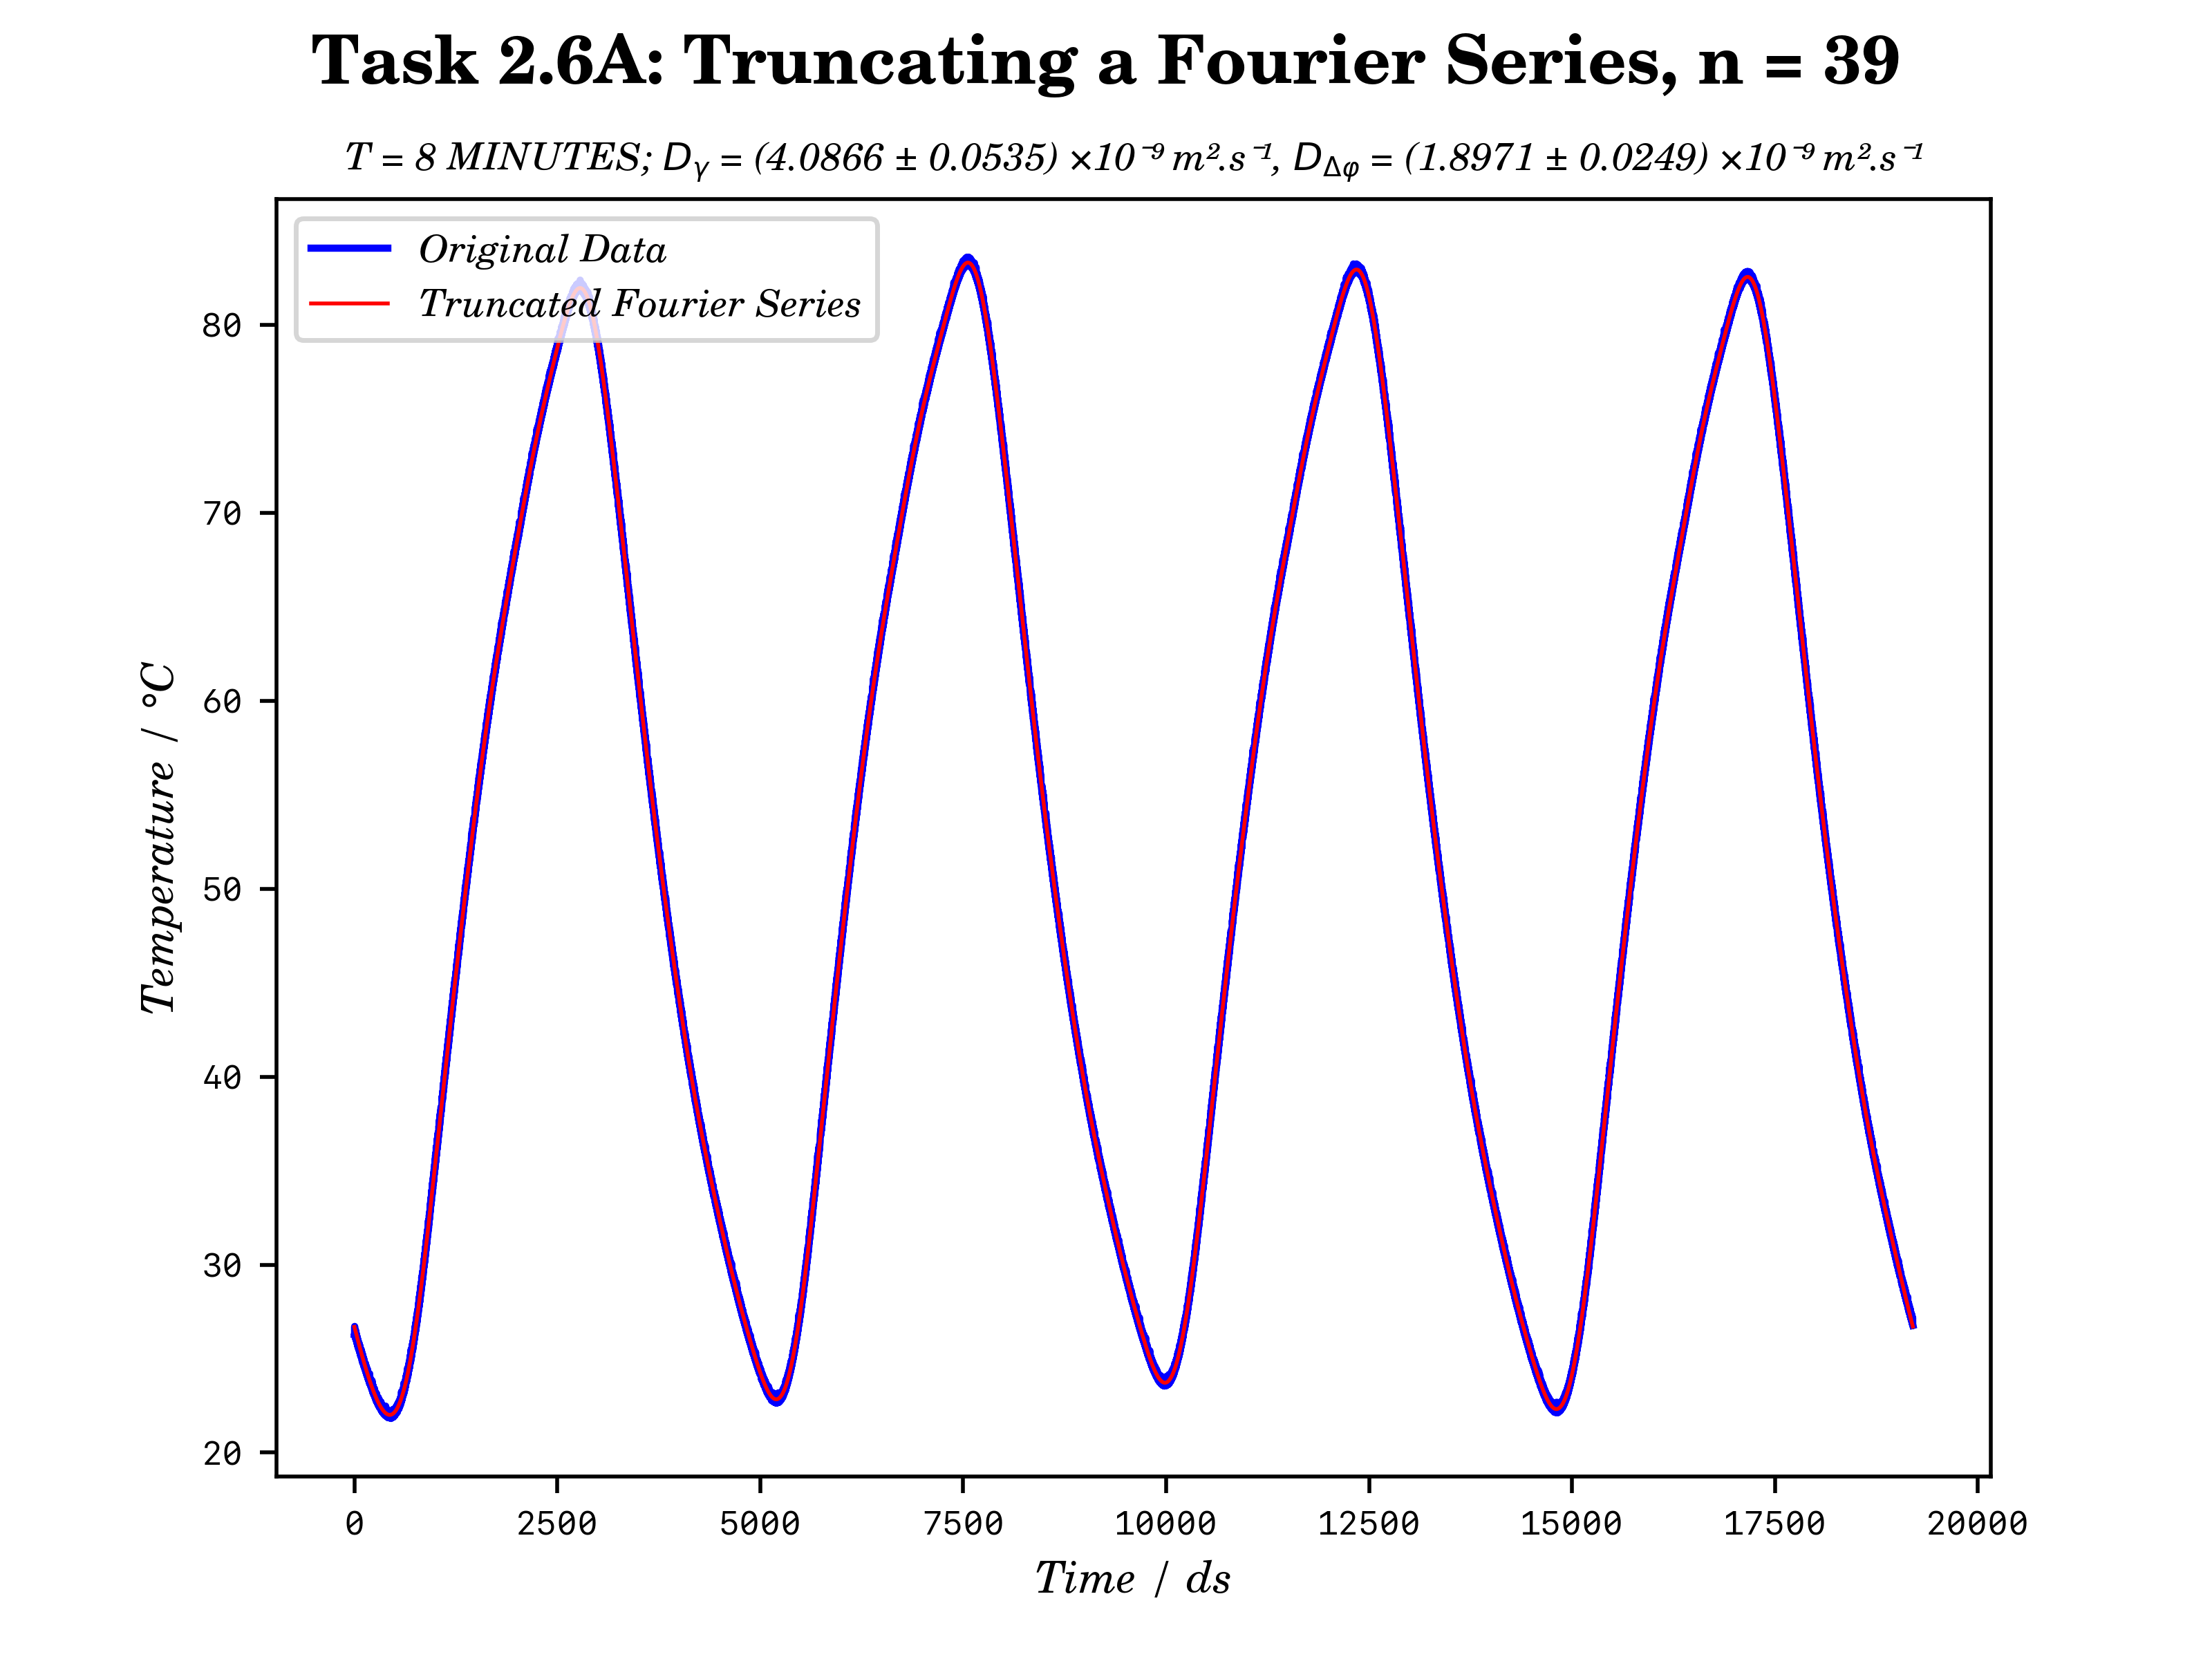 Task 2.6A: Truncating a Fourier Series, n = 39
T = 8 MINUTES; Dᵧ = (4.0866 ± 0.0535) ×10⁻⁹ m².s⁻¹, D_Δφ = (1.8971 ± 0.0249) ×10⁻⁹ m².s⁻¹
Original Data
Truncated Fourier Series
80
70
60
50
40
30
20
Temperature / °C
0 2500 5000 7500 10000 12500 15000 17500 20000
Time / ds